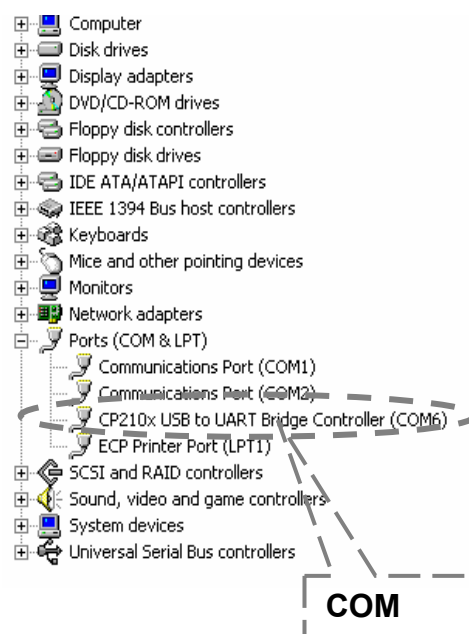 Computer
Disk drives
Display adapters
DVD/CD-ROM drives
Floppy disk controllers
Floppy disk drives
IDE ATA/ATAPI controllers
IEEE 1394 Bus host controllers
Keyboards
Mice and other pointing devices
Monitors
Network adapters
Ports (COM & LPT)
Communications Port (COM1)
Communications Port (COM2)
CP210x USB to UART Bridge Controller (COM6)
ECP Printer Port (LPT1)
SCSI and RAID controllers
Sound, video and game controllers
System devices
Universal Serial Bus controllers
COM